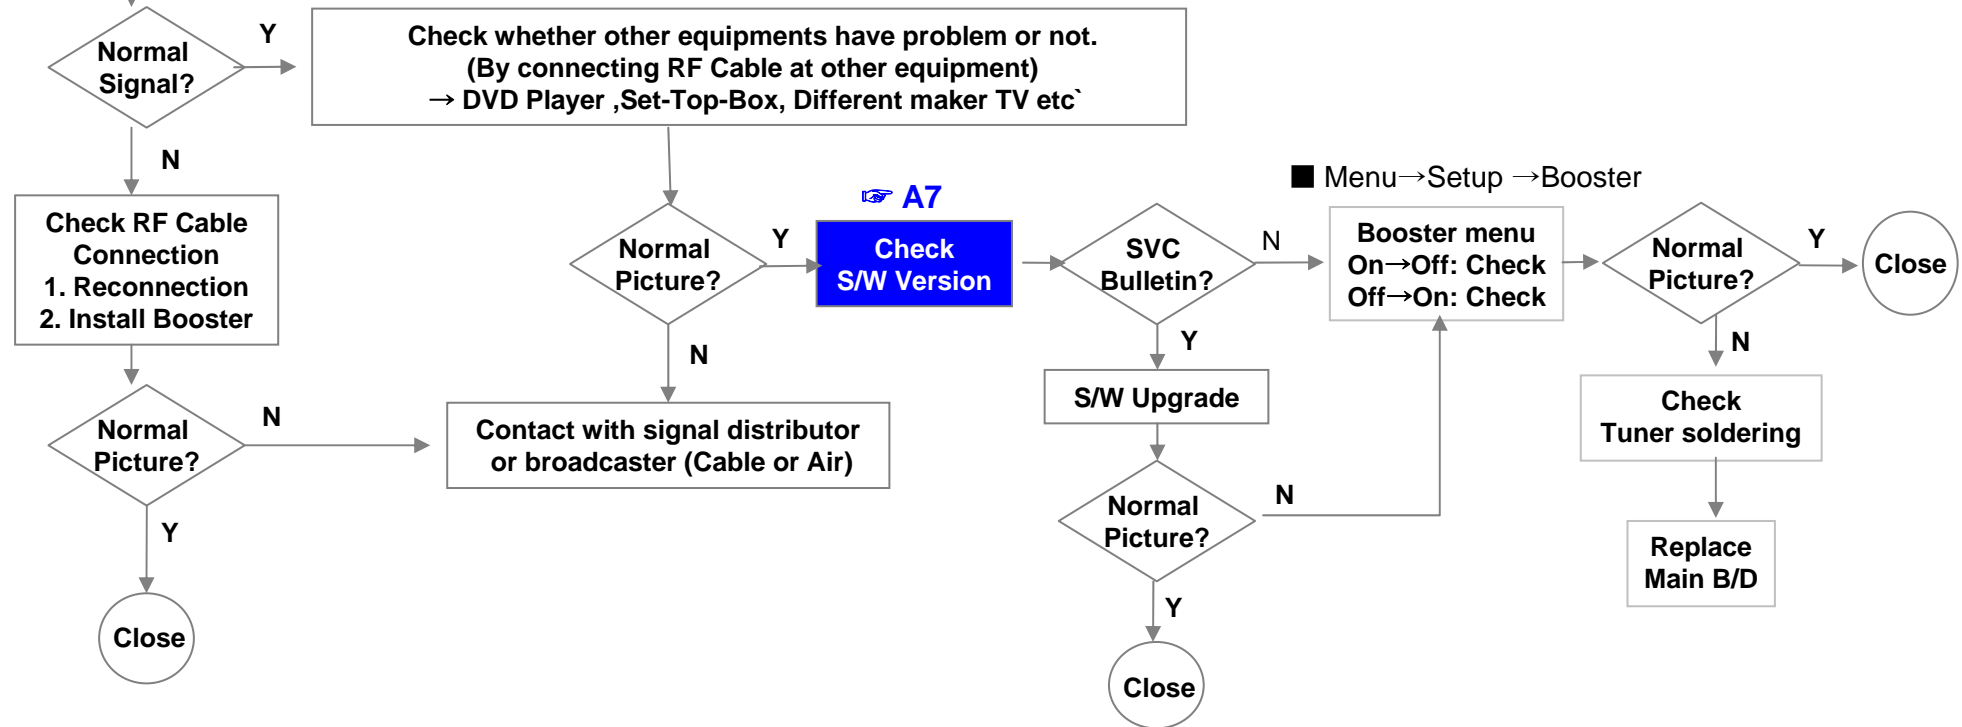 Normal
Signal?
Y
Check whether other equipments have problem or not.
(By connecting RF Cable at other equipment)
→ DVD Player ,Set-Top-Box, Different maker TV etc`
N
Check RF Cable
Connection
1. Reconnection
2. Install Booster
Normal
Picture?
N
Y
Close
Normal
Picture?
Y
N
Contact with signal distributor
or broadcaster (Cable or Air)
☞ A7
Check
S/W Version
SVC
Bulletin?
N
Y
S/W Upgrade
Normal
Picture?
N
Y
Close
■ Menu→Setup →Booster
Booster menu
On→Off: Check
Off→On: Check
Normal
Picture?
Y
Close
N
Check
Tuner soldering
Replace
Main B/D